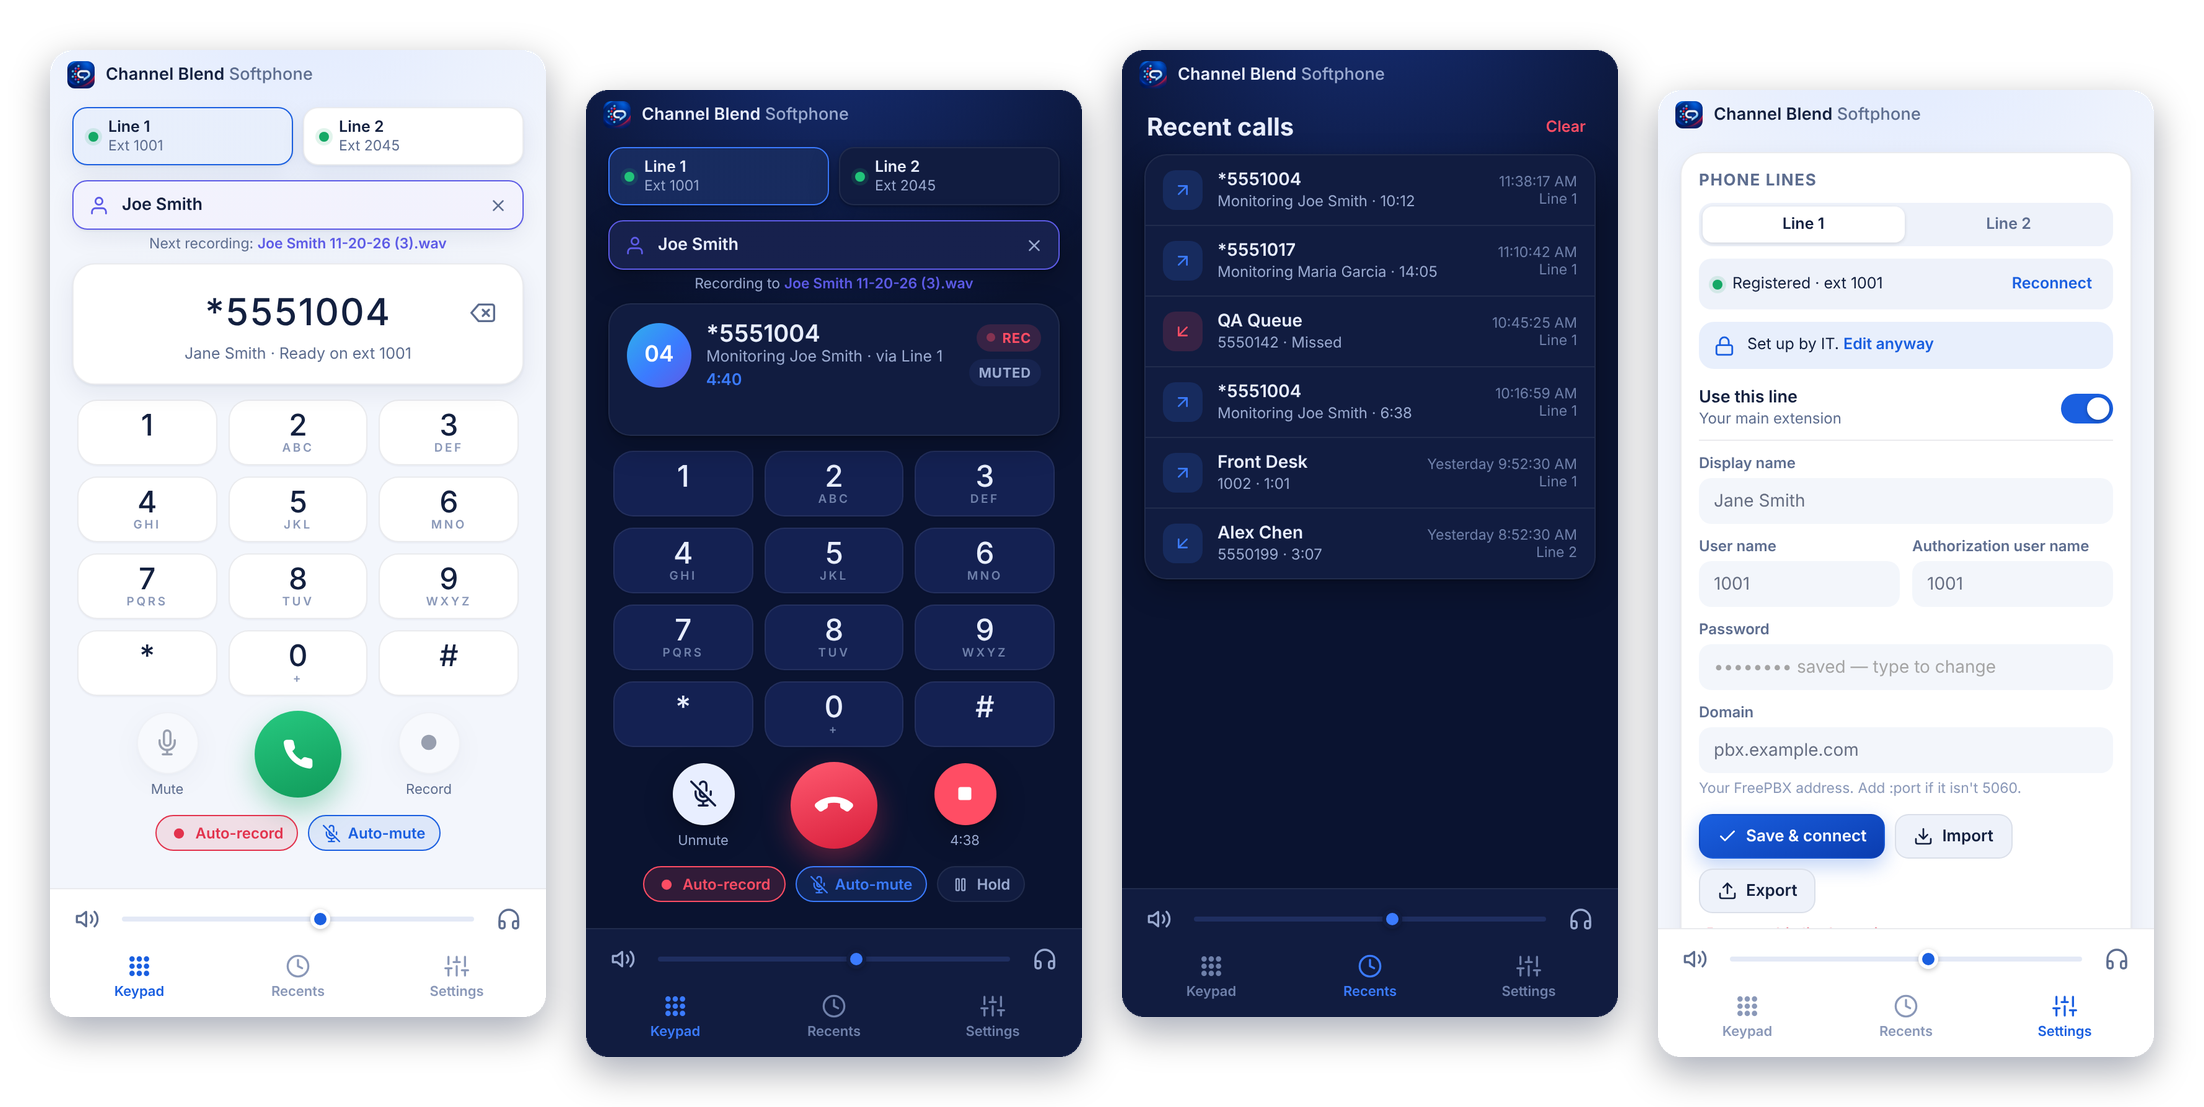 Channel Blend Softphone
Line 1
Ext 1001
Line 2
Ext 2045
Joe Smith
Next recording: Joe Smith 11-20-26 (3).wav
*5551004
Jane Smith · Ready on ext 1001
1
2
ABC
3
DEF
4
GHI
5
JKL
6
MNO
7
PQRS
8
TUV
9
WXYZ
*
0
+
#
Mute
Record
Auto-record
Auto-mute
Keypad
Recents
Settings
Channel Blend Softphone
Line 1
Ext 1001
Line 2
Ext 2045
Joe Smith
Recording to Joe Smith 11-20-26 (3).wav
04
*5551004
Monitoring Joe Smith · via Line 1
4:40
REC
MUTED
1
2
ABC
3
DEF
4
GHI
5
JKL
6
MNO
7
PQRS
8
TUV
9
WXYZ
*
0
+
#
Unmute
4:38
Auto-record
Auto-mute
Hold
Keypad
Recents
Settings
Channel Blend Softphone
Recent calls
Clear
*5551004
Monitoring Joe Smith · 10:12
11:38:17 AM
Line 1
*5551017
Monitoring Maria Garcia · 14:05
11:10:42 AM
Line 1
QA Queue
5550142 · Missed
10:45:25 AM
Line 1
*5551004
Monitoring Joe Smith · 6:38
10:16:59 AM
Line 1
Front Desk
1002 · 1:01
Yesterday 9:52:30 AM
Line 1
Alex Chen
5550199 · 3:07
Yesterday 8:52:30 AM
Line 2
Keypad
Recents
Settings
Channel Blend Softphone
PHONE LINES
Line 1
Line 2
Registered · ext 1001
Reconnect
Set up by IT. Edit anyway
Use this line
Your main extension
Display name
Jane Smith
User name
Authorization user name
1001
1001
Password
•••••••• saved — type to change
Domain
pbx.example.com
Your FreePBX address. Add :port if it isn't 5060.
Save & connect
Import
Export
Keypad
Recents
Settings